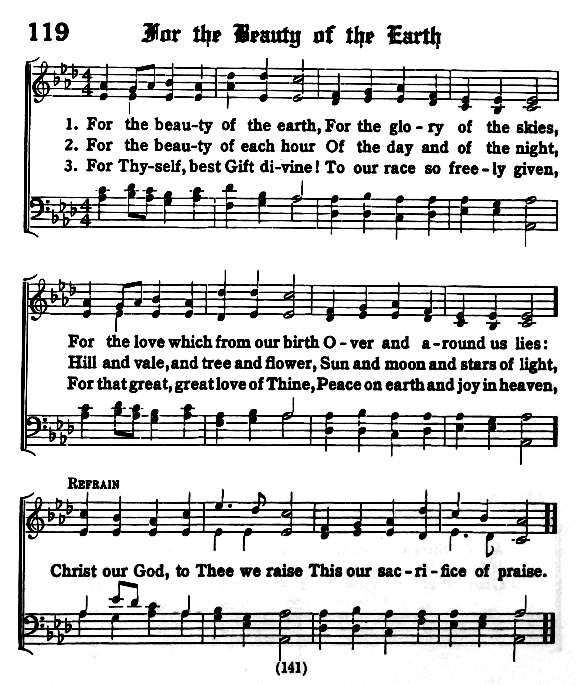 119 For the Beauty of the Earth
1. For the beau-ty of the earth, For the glo - ry of the skies,
2. For the beau-ty of each hour Of the day and of the night,
3. For Thy-self, best Gift di-vine! To our race so free - ly given,
For the love which from our birth O - ver and a - round us lies:
Hill and vale, and tree and flower, Sun and moon and stars of light,
For that great, great love of Thine, Peace on earth and joy in heaven,
REFRAIN
Christ our God, to Thee we raise This our sac - ri - fice of praise.
(141)